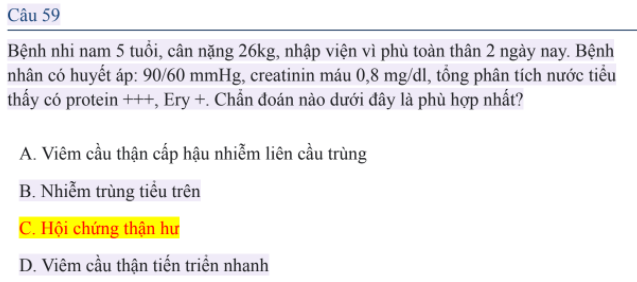 Câu 59
Bệnh nhi nam 5 tuổi, cân nặng 26kg, nhập viện vì phù toàn thân 2 ngày nay. Bệnh
nhân có huyết áp: 90/60 mmHg, creatinin máu 0,8 mg/dl, tổng phân tích nước tiểu
thấy có protein +++, Ery +. Chẩn đoán nào dưới đây là phù hợp nhất?
A. Viêm cầu thận cấp hậu nhiễm liên cầu trùng
B. Nhiễm trùng tiểu trên
C. Hội chứng thận hư
D. Viêm cầu thận tiến triển nhanh